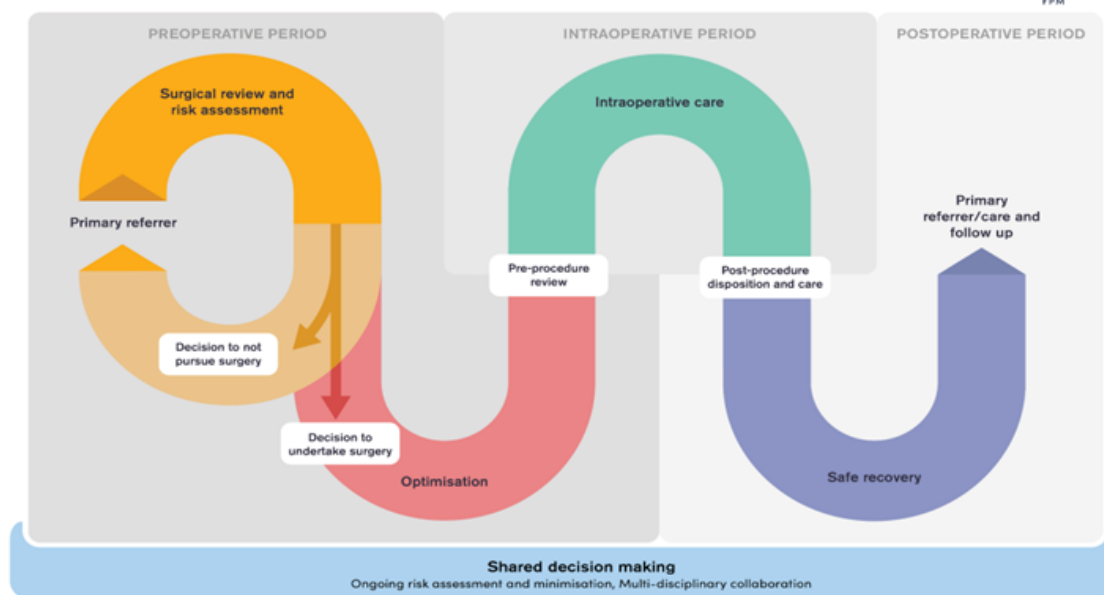 FPM
PREOPERATIVE PERIOD
INTRAOPERATIVE PERIOD
POSTOPERATIVE PERIOD
Surgical review and
risk assessment
Intraoperative care
Primary referrer
Primary
referrer/care and
follow up
Pre-procedure
review
Post-procedure
disposition and care
Decision to not
pursue surgery
Decision to
undertake surgery
Optimisation
Safe recovery
Shared decision making
Ongoing risk assessment and minimisation, Multi-disciplinary collaboration